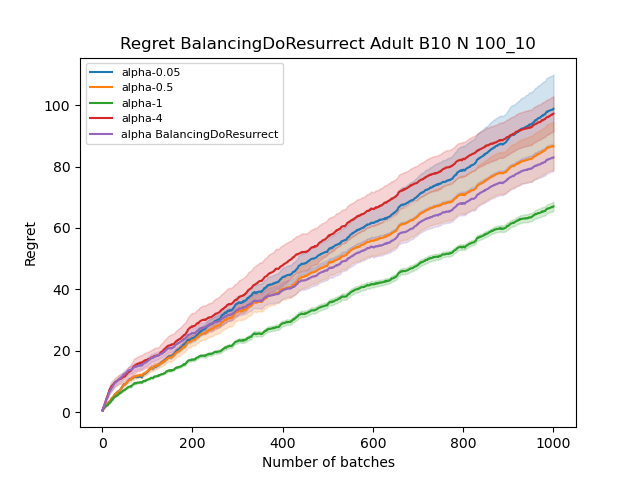 Regret BalancingDoResurrect Adult B10 N 100_10
alpha-0.05
alpha-0.5
alpha-1
alpha-4
alpha BalancingDoResurrect
Regret
100
80
60
40
20
0
0 200 400 600 800 1000
Number of batches